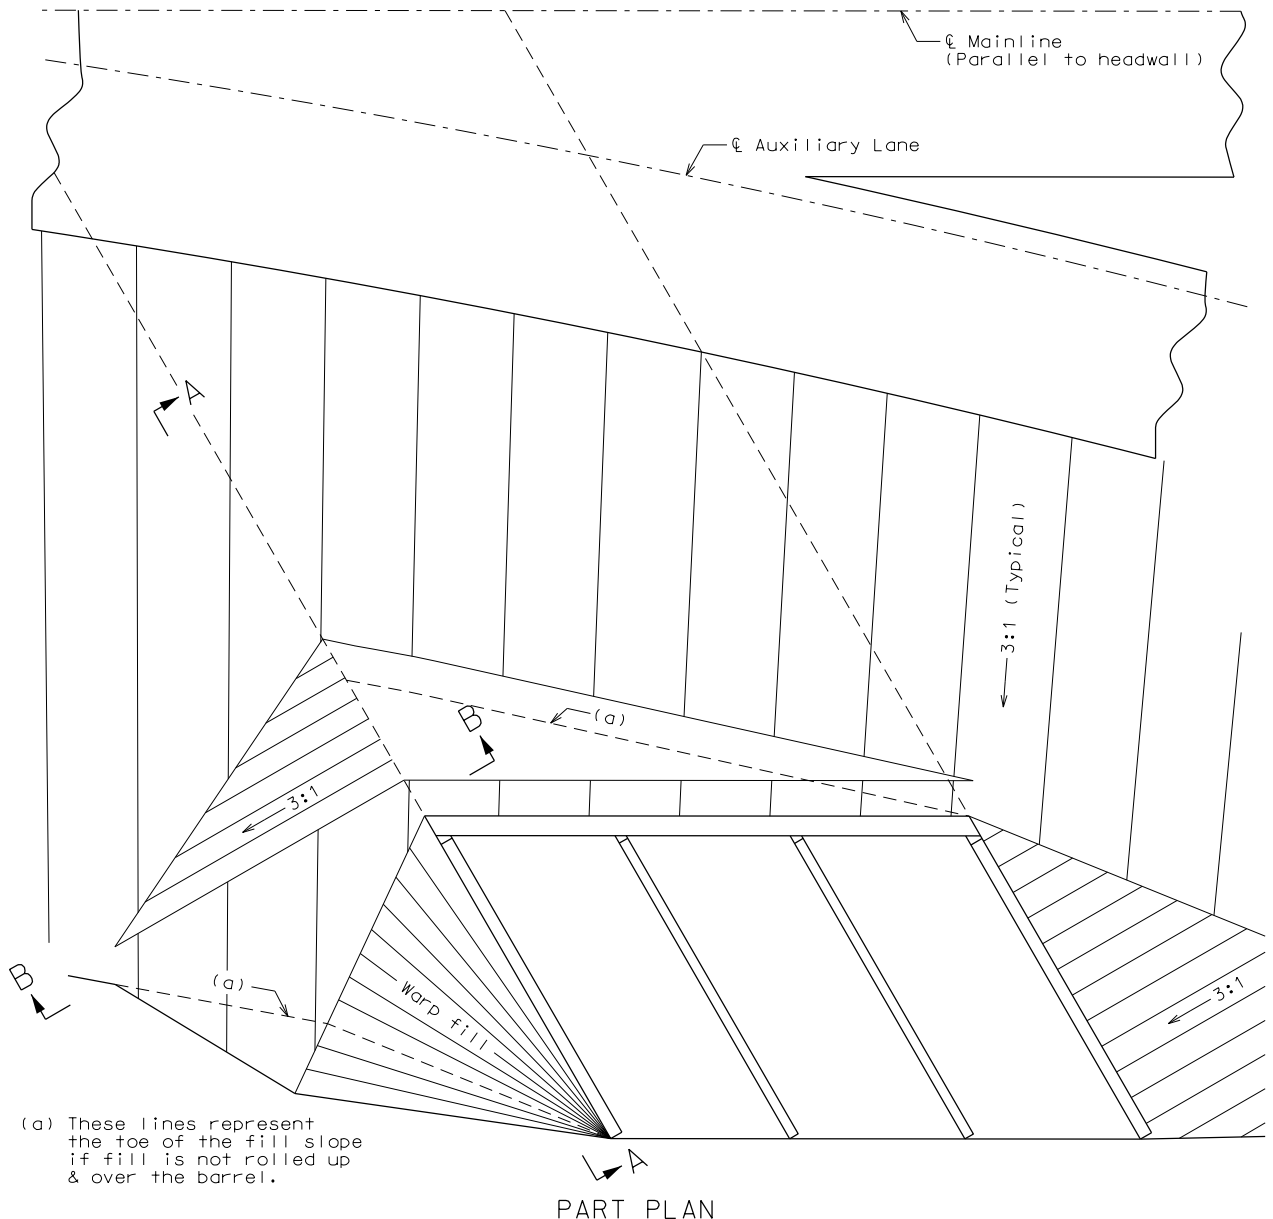 ℄ Mainline
(Parallel to headwall)
℄ Auxiliary Lane
A
3:1 (Typical)
B
(a)
3:1
B
(a)
Warp fill
3:1
(a) These lines represent
the toe of the fill slope
if fill is not rolled up
& over the barrel.
A
PART PLAN